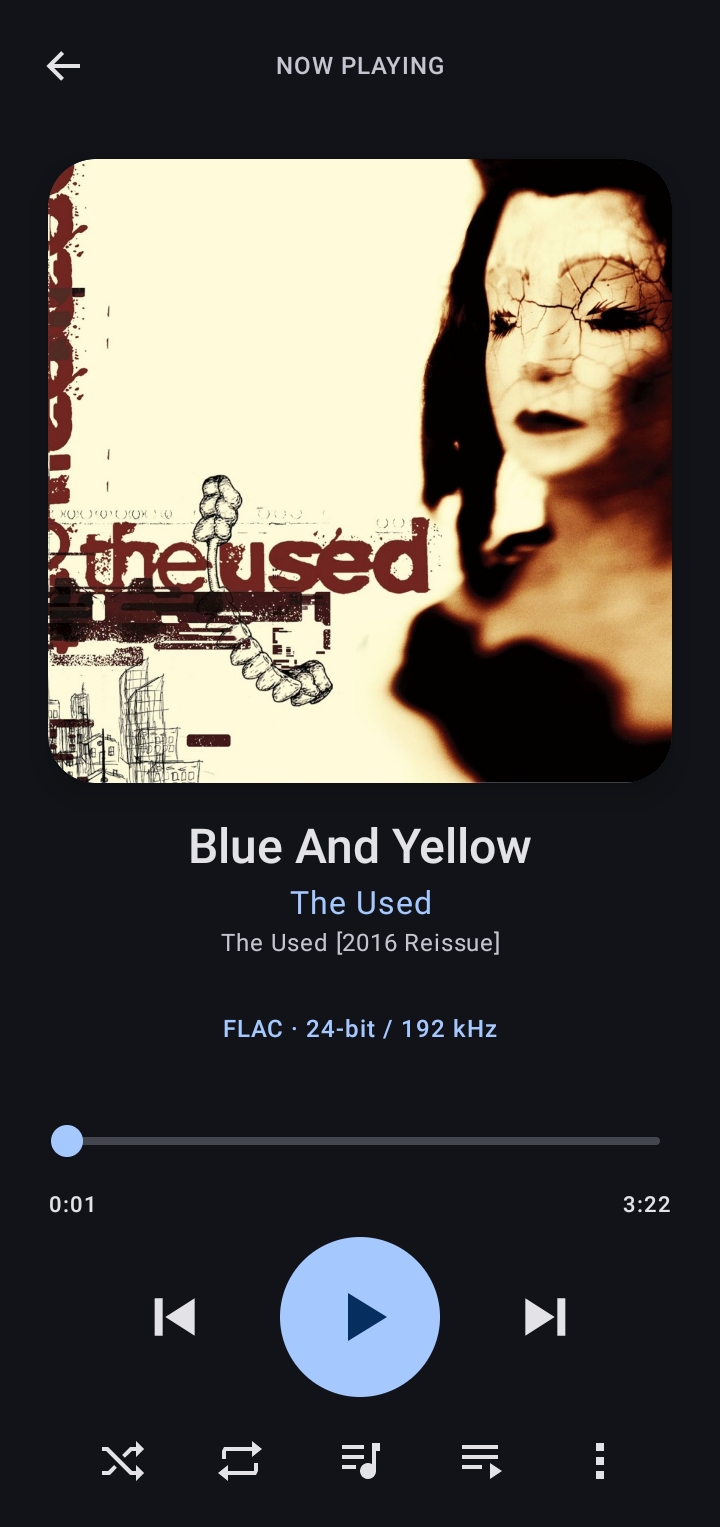 NOW PLAYING
the used
Blue And Yellow
The Used
The Used [2016 Reissue]
FLAC · 24-bit / 192 kHz
0:01
3:22